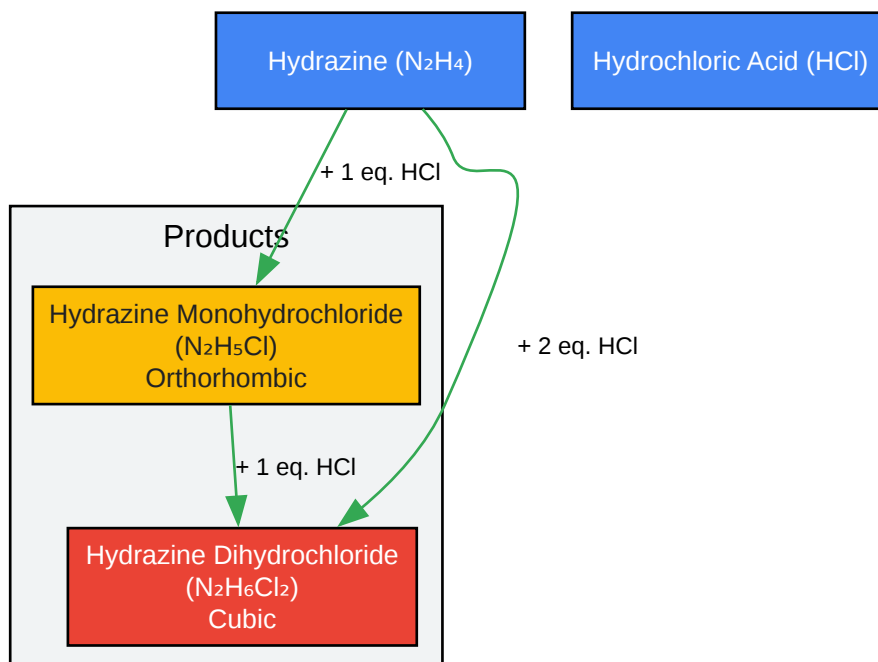 Hydrazine (N₂H₄)
Hydrochloric Acid (HCl)
+ 1 eq. HCl
Products
Hydrazine Monohydrochloride
(N₂H₅Cl)
Orthorhombic
+ 2 eq. HCl
+ 1 eq. HCl
Hydrazine Dihydrochloride
(N₂H₆Cl₂)
Cubic